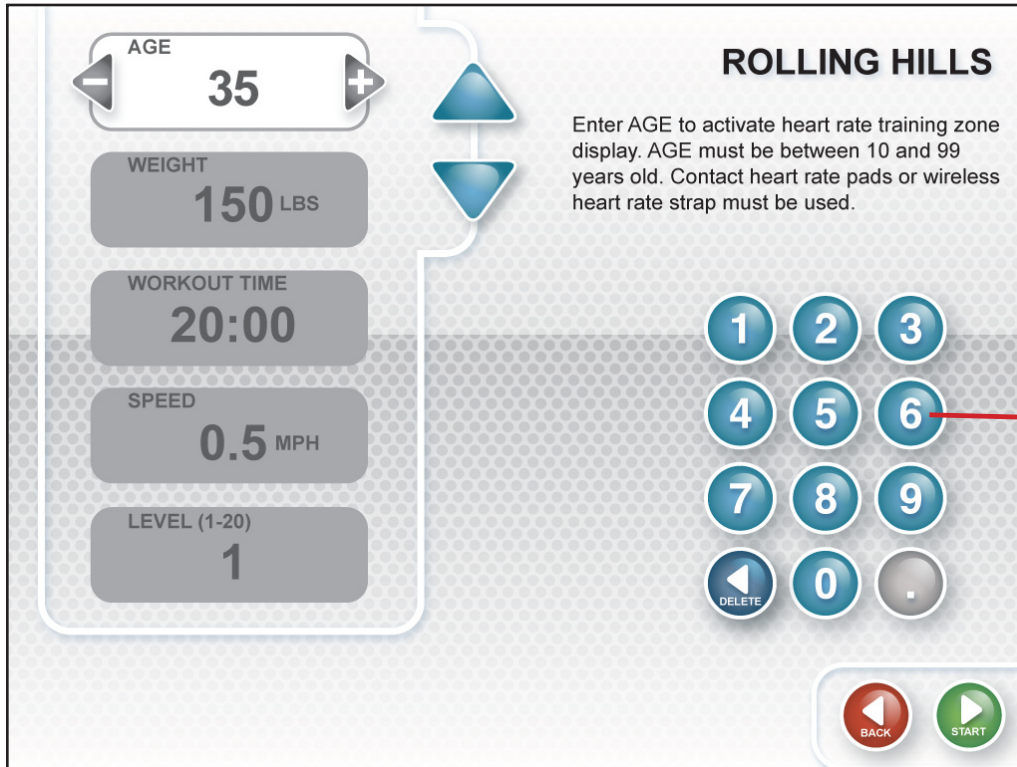 AGE
35
WEIGHT
150 LBS
WORKOUT TIME
20:00
SPEED
0.5 MPH
LEVEL (1-20)
1
ROLLING HILLS
Enter AGE to activate heart rate training zone
display. AGE must be between 10 and 99
years old. Contact heart rate pads or wireless
heart rate strap must be used.
1 2 3
4 5 6
7 8 9
DELETE 0 .
BACK START